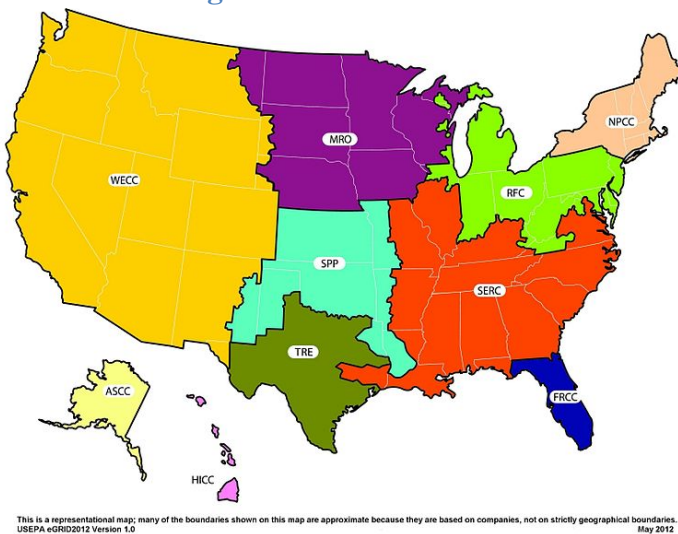 MRO
NPCC
WECC
RFC
SPP
SERC
TRE
ASCC
FRCC
HICC
This is a representational map; many of the boundaries shown on this map are approximate because they are based on companies, not on strictly geographical boundaries.
USEPA eGRID2012 Version 1.0 May 2012